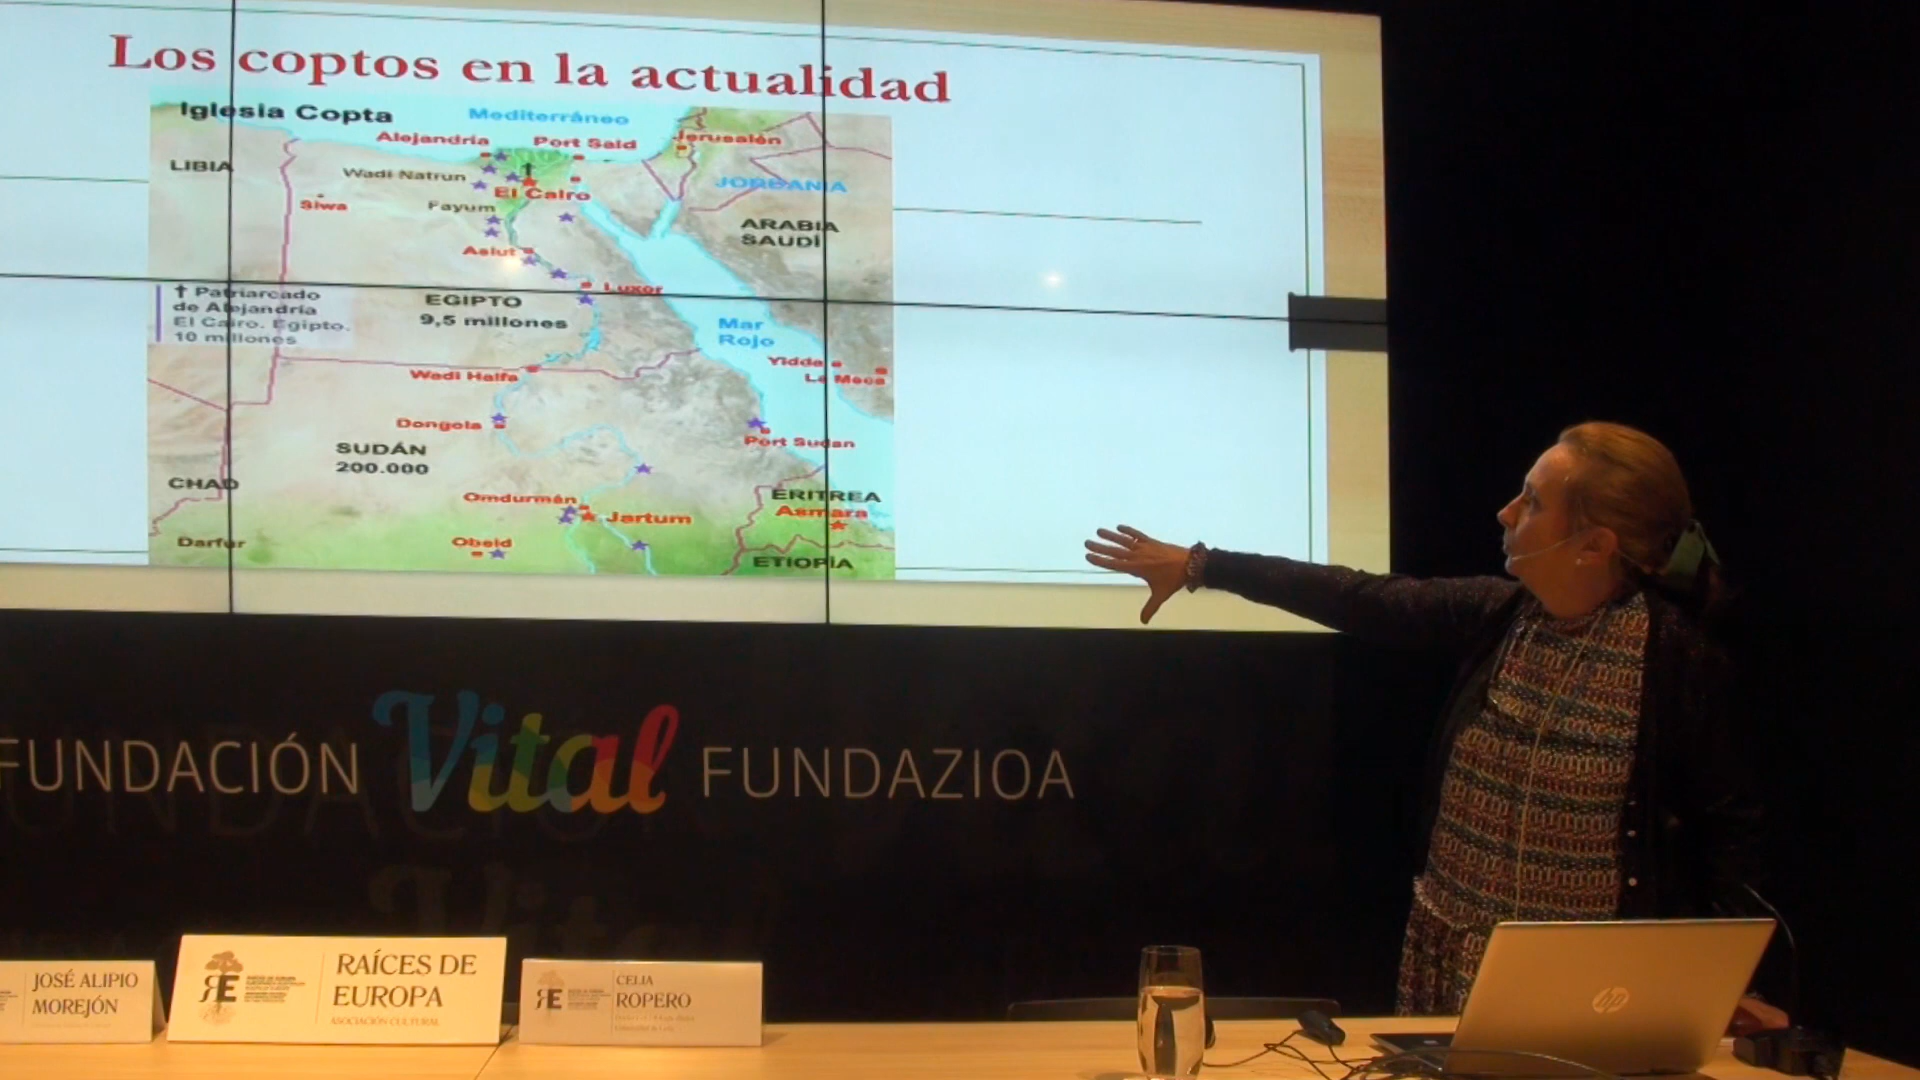 Los coptos en la actualidad
Iglesia Copta
Mediterráneo
Alejandría
Port Said
Jerusalén
LIBIA
Wadi Natrun
El Cairo
JORDANIA
Siwa
Fayum
ARABIA
SAUDÍ
Asiut
Luxor
† Patriarcado
de Alejandría
El Cairo. Egipto.
10 millones
EGIPTO
9,5 millones
Mar
Rojo
Yidda
La Meca
Wadi Halfa
Dongola
Port Sudan
SUDÁN
200.000
CHAD
Omdurmán
Jartum
ERITREA
Asmara
Darfur
Obeid
ETIOPÍA
FUNDACIÓN Vital FUNDAZIOA
JOSÉ ALIPIO
MOREJÓN
RE
RAÍCES DE
EUROPA
ASOCIACIÓN CULTURAL
RE
CELIA
ROPERO
hp